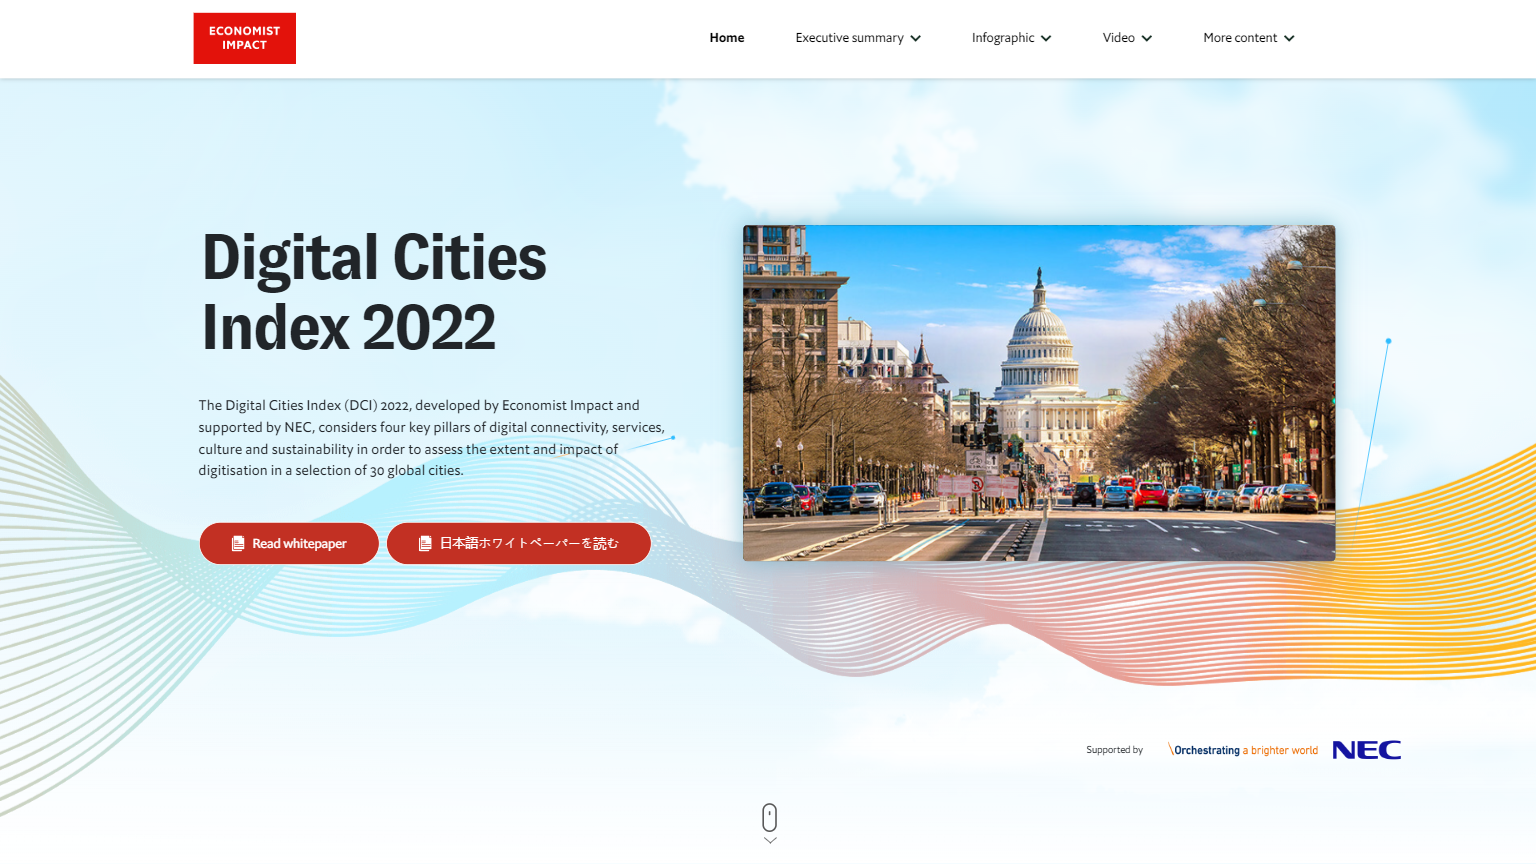 ECONOMIST
IMPACT
Home
Executive summary
Infographic
Video
More content
Digital Cities
Index 2022
The Digital Cities Index (DCI) 2022, developed by Economist Impact and
supported by NEC, considers four key pillars of digital connectivity, services,
culture and sustainability in order to assess the extent and impact of
digitisation in a selection of 30 global cities.
Read whitepaper
日本語ホワイトペーパーを読む
Supported by
\Orchestrating a brighter world
NEC